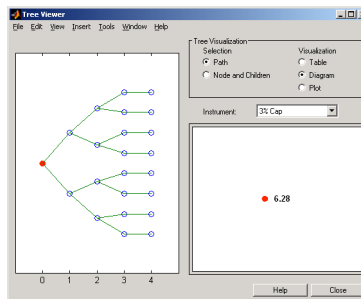 Tree Viewer
File Edit View Insert Tools Window Help
Tree Visualization
Selection
Visualization
Path
Table
Node and Children
Diagram
Plot
Instrument:
3% Cap
6.28
0 1 2 3 4
Help
Close